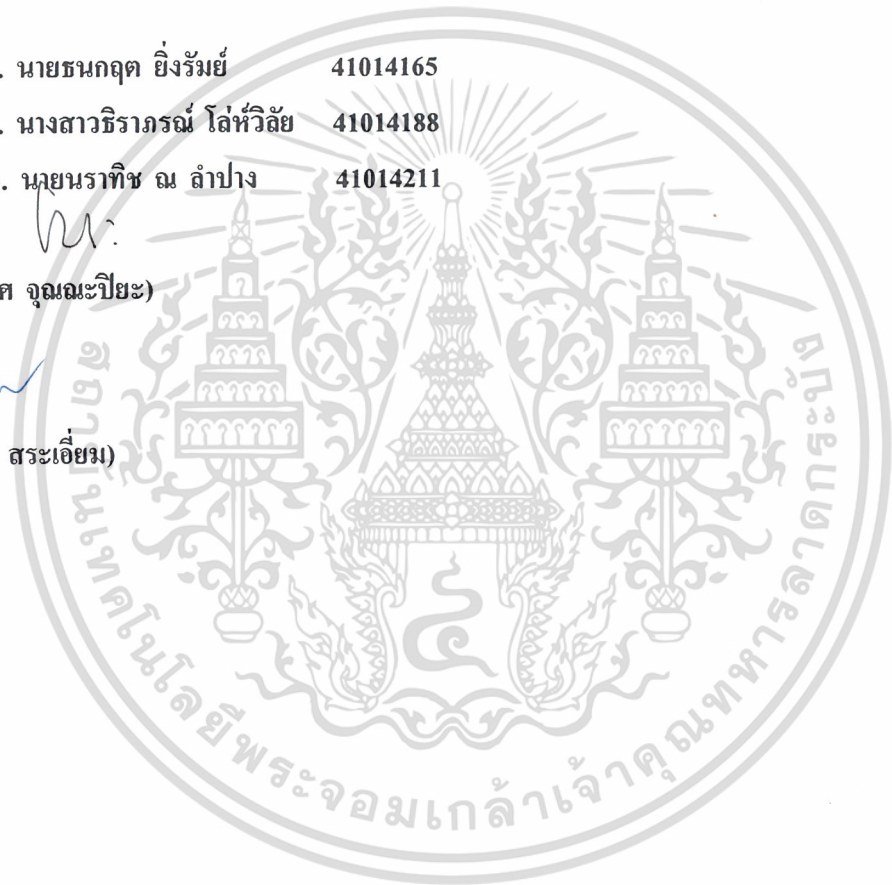 . นายธนกฤต ยิ่งรัมย์ 41014165
. นางสาวธิราภรณ์ โล่ห์วิลัย 41014188
. นายนราทิช ณ ลำปาง 41014211
ศ จุณณะปิยะ)
สระเอี่ยม)
สถาบันเทคโนโลยีพระจอมเกล้าเจ้าคุณทหารลาดกระบัง